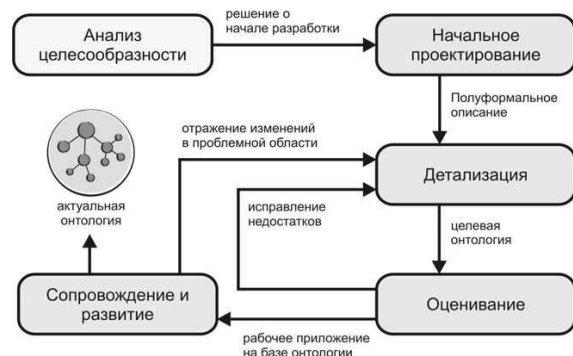 Анализ
целесообразности
решение о
начале разработки
Начальное
проектирование
Полуформальное
описание
отражение изменений
в проблемной области
Детализация
актуальная
онтология
исправление
недостатков
целевая
онтология
Сопровождение и
развитие
Оценивание
рабочее приложение
на базе онтологии